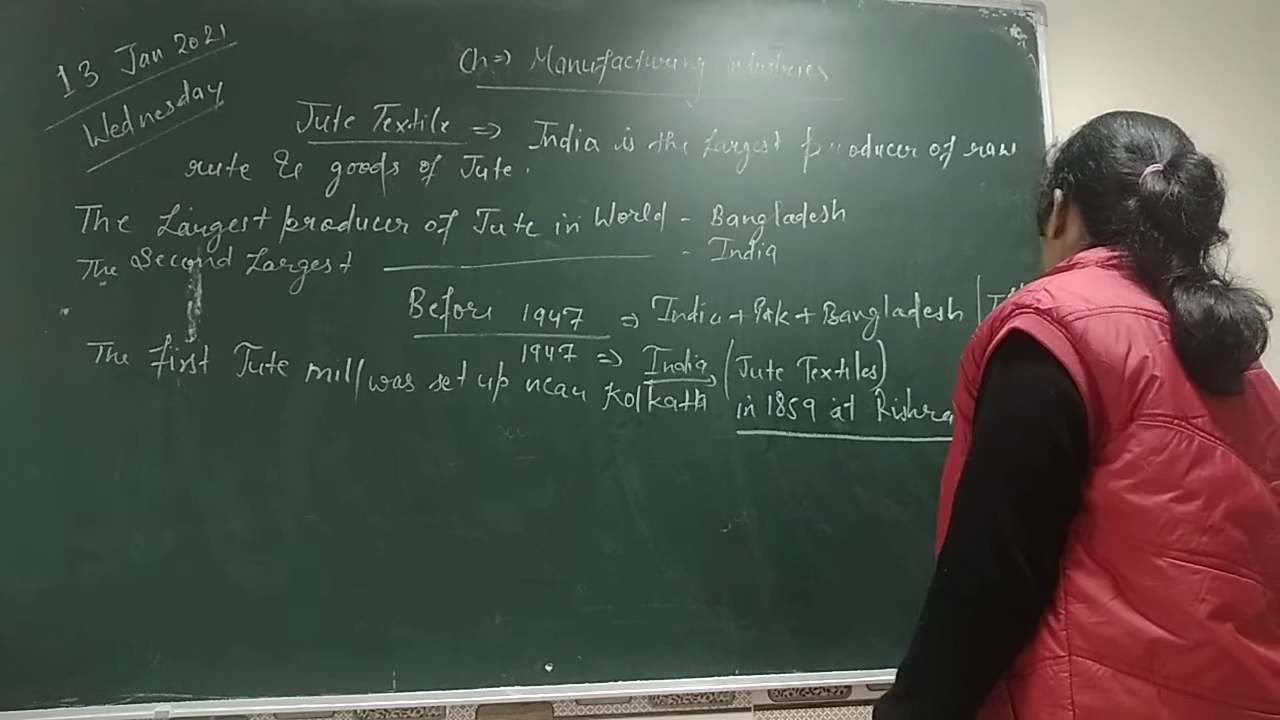 13 Jan 2021
Wednesday
Ch=> Manufacturing industries
Jute Textile => India is the Largest producer of raw
rute & goods of Jute.
The Largest producer of Jute in World - Bangladesh
The Second Largest - India
Before 1947 => India + Pak + Bangladesh
1947 => India (Jute Textiles)
The first Jute mill was set up near Kolkata in 1859 at Rishra